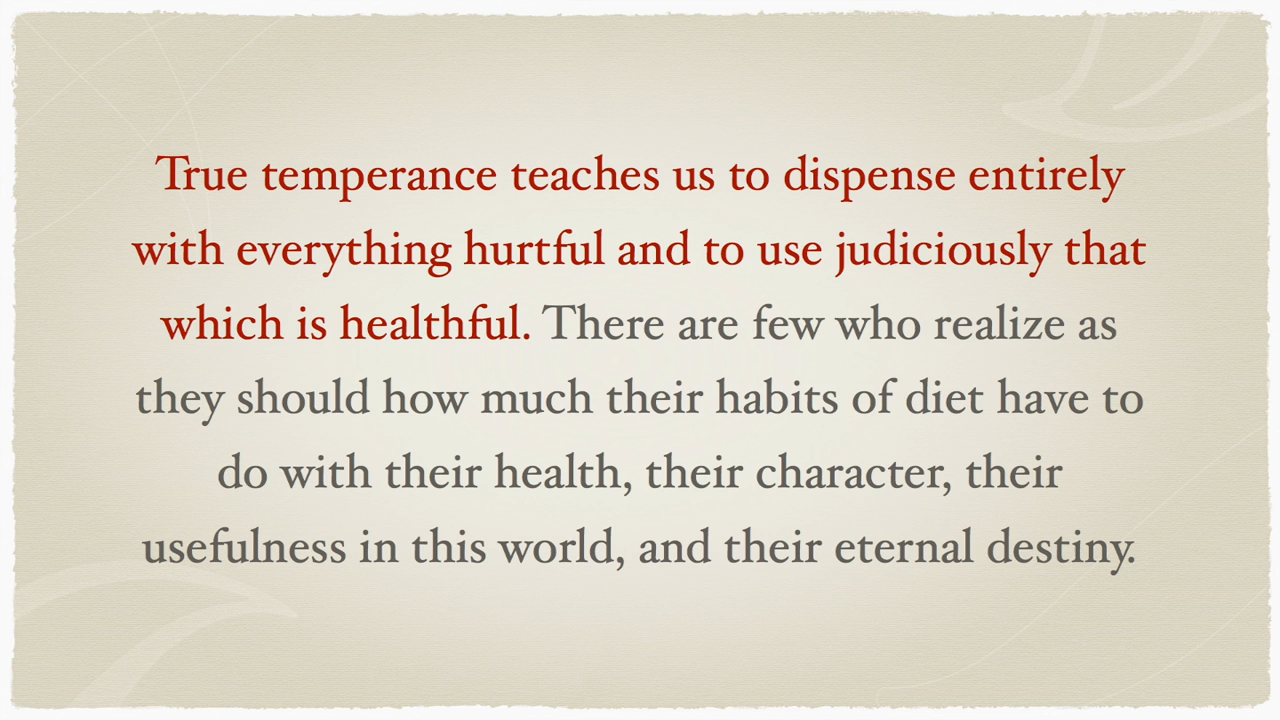 True temperance teaches us to dispense entirely
with everything hurtful and to use judiciously that
which is healthful. There are few who realize as
they should how much their habits of diet have to
do with their health, their character, their
usefulness in this world, and their eternal destiny.